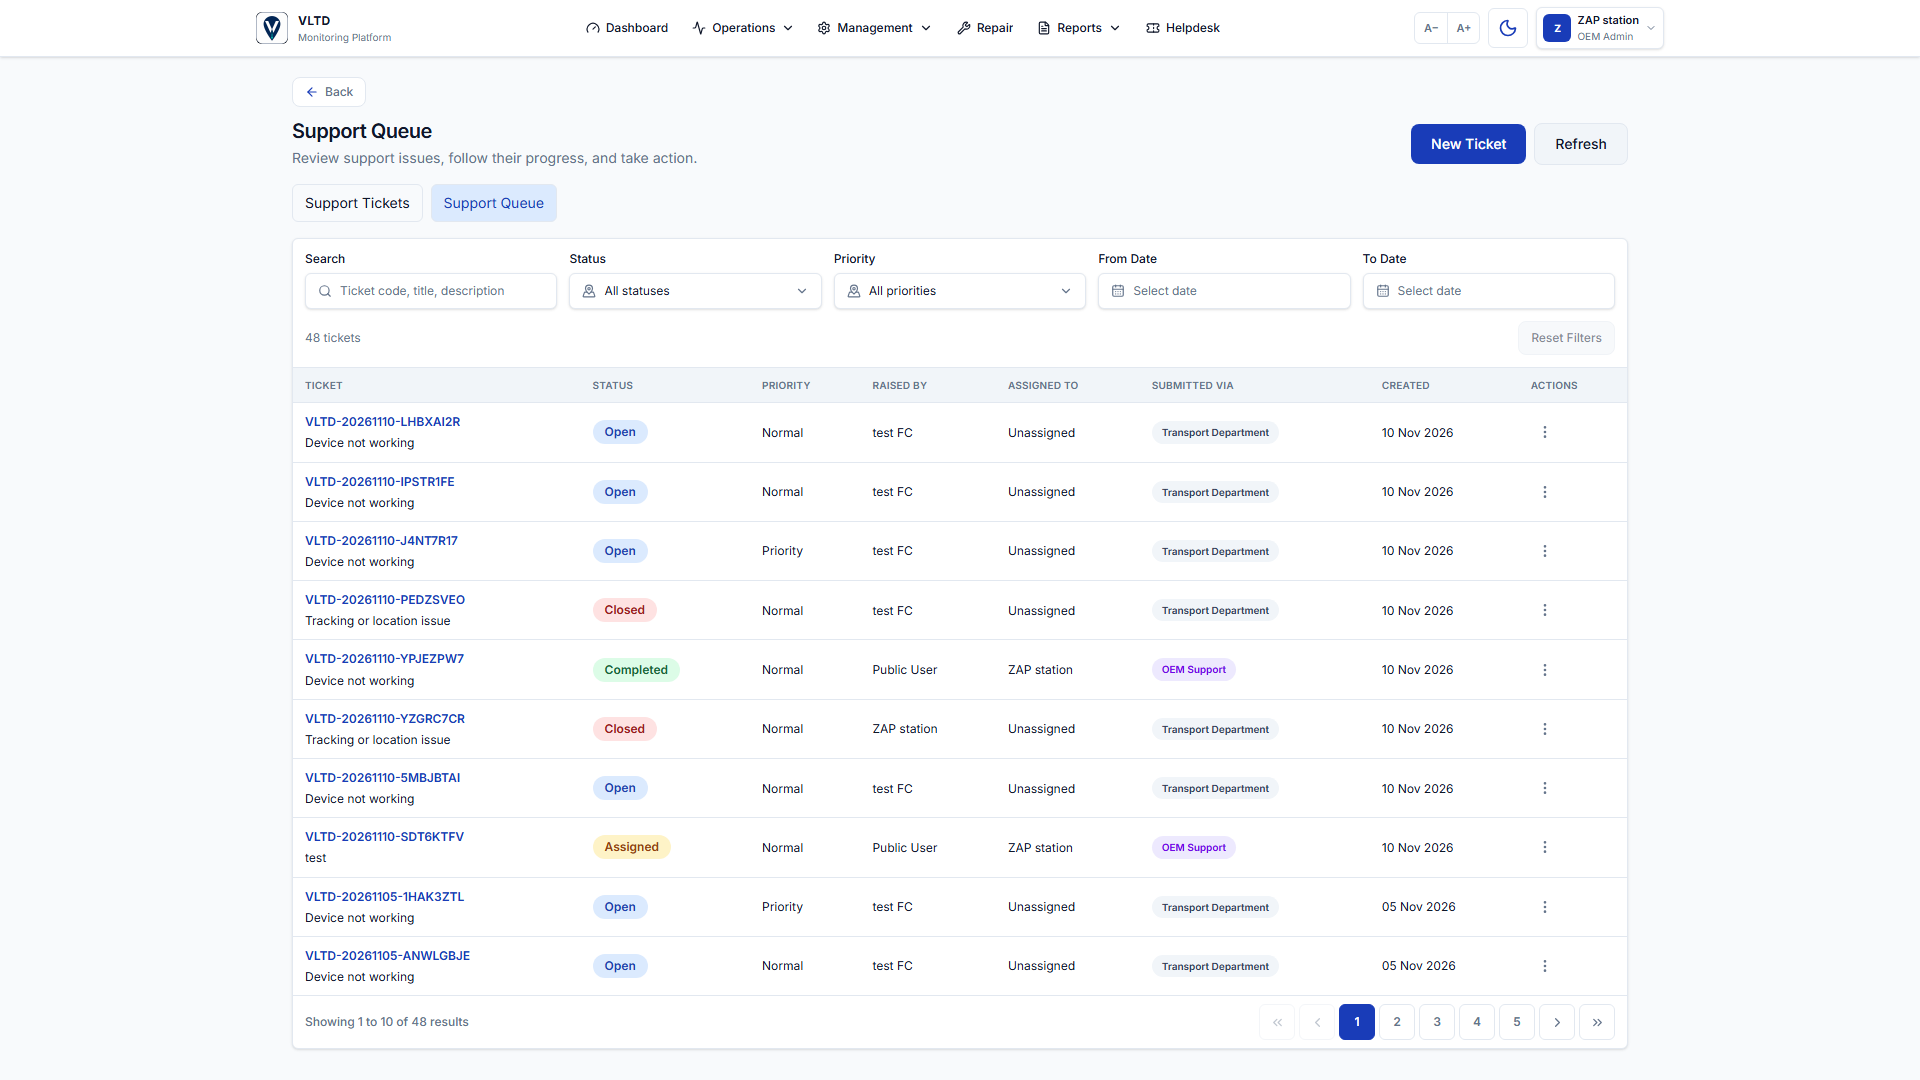 VLTD
Monitoring Platform
Dashboard
Operations
Management
Repair
Reports
Helpdesk
A−
A+
Z
ZAP station
OEM Admin
Back
Support Queue
Review support issues, follow their progress, and take action.
New Ticket
Refresh
Support Tickets
Support Queue
Search
Status
Priority
From Date
To Date
Ticket code, title, description
All statuses
All priorities
Select date
Select date
48 tickets
Reset Filters
TICKET STATUS PRIORITY RAISED BY ASSIGNED TO SUBMITTED VIA CREATED ACTIONS
VLTD-20261110-LHBXAI2R
Device not working
Open Normal test FC Unassigned Transport Department 10 Nov 2026
VLTD-20261110-IPSTR1FE
Device not working
Open Normal test FC Unassigned Transport Department 10 Nov 2026
VLTD-20261110-J4NT7R17
Device not working
Open Priority test FC Unassigned Transport Department 10 Nov 2026
VLTD-20261110-PEDZSVEO
Tracking or location issue
Closed Normal test FC Unassigned Transport Department 10 Nov 2026
VLTD-20261110-YPJEZPW7
Device not working
Completed Normal Public User ZAP station OEM Support 10 Nov 2026
VLTD-20261110-YZGRC7CR
Tracking or location issue
Closed Normal ZAP station Unassigned Transport Department 10 Nov 2026
VLTD-20261110-5MBJBTAI
Device not working
Open Normal test FC Unassigned Transport Department 10 Nov 2026
VLTD-20261110-SDT6KTFV
test
Assigned Normal Public User ZAP station OEM Support 10 Nov 2026
VLTD-20261105-1HAK3ZTL
Device not working
Open Priority test FC Unassigned Transport Department 05 Nov 2026
VLTD-20261105-ANWLGBJE
Device not working
Open Normal test FC Unassigned Transport Department 05 Nov 2026
Showing 1 to 10 of 48 results
« ‹ 1 2 3 4 5 › »